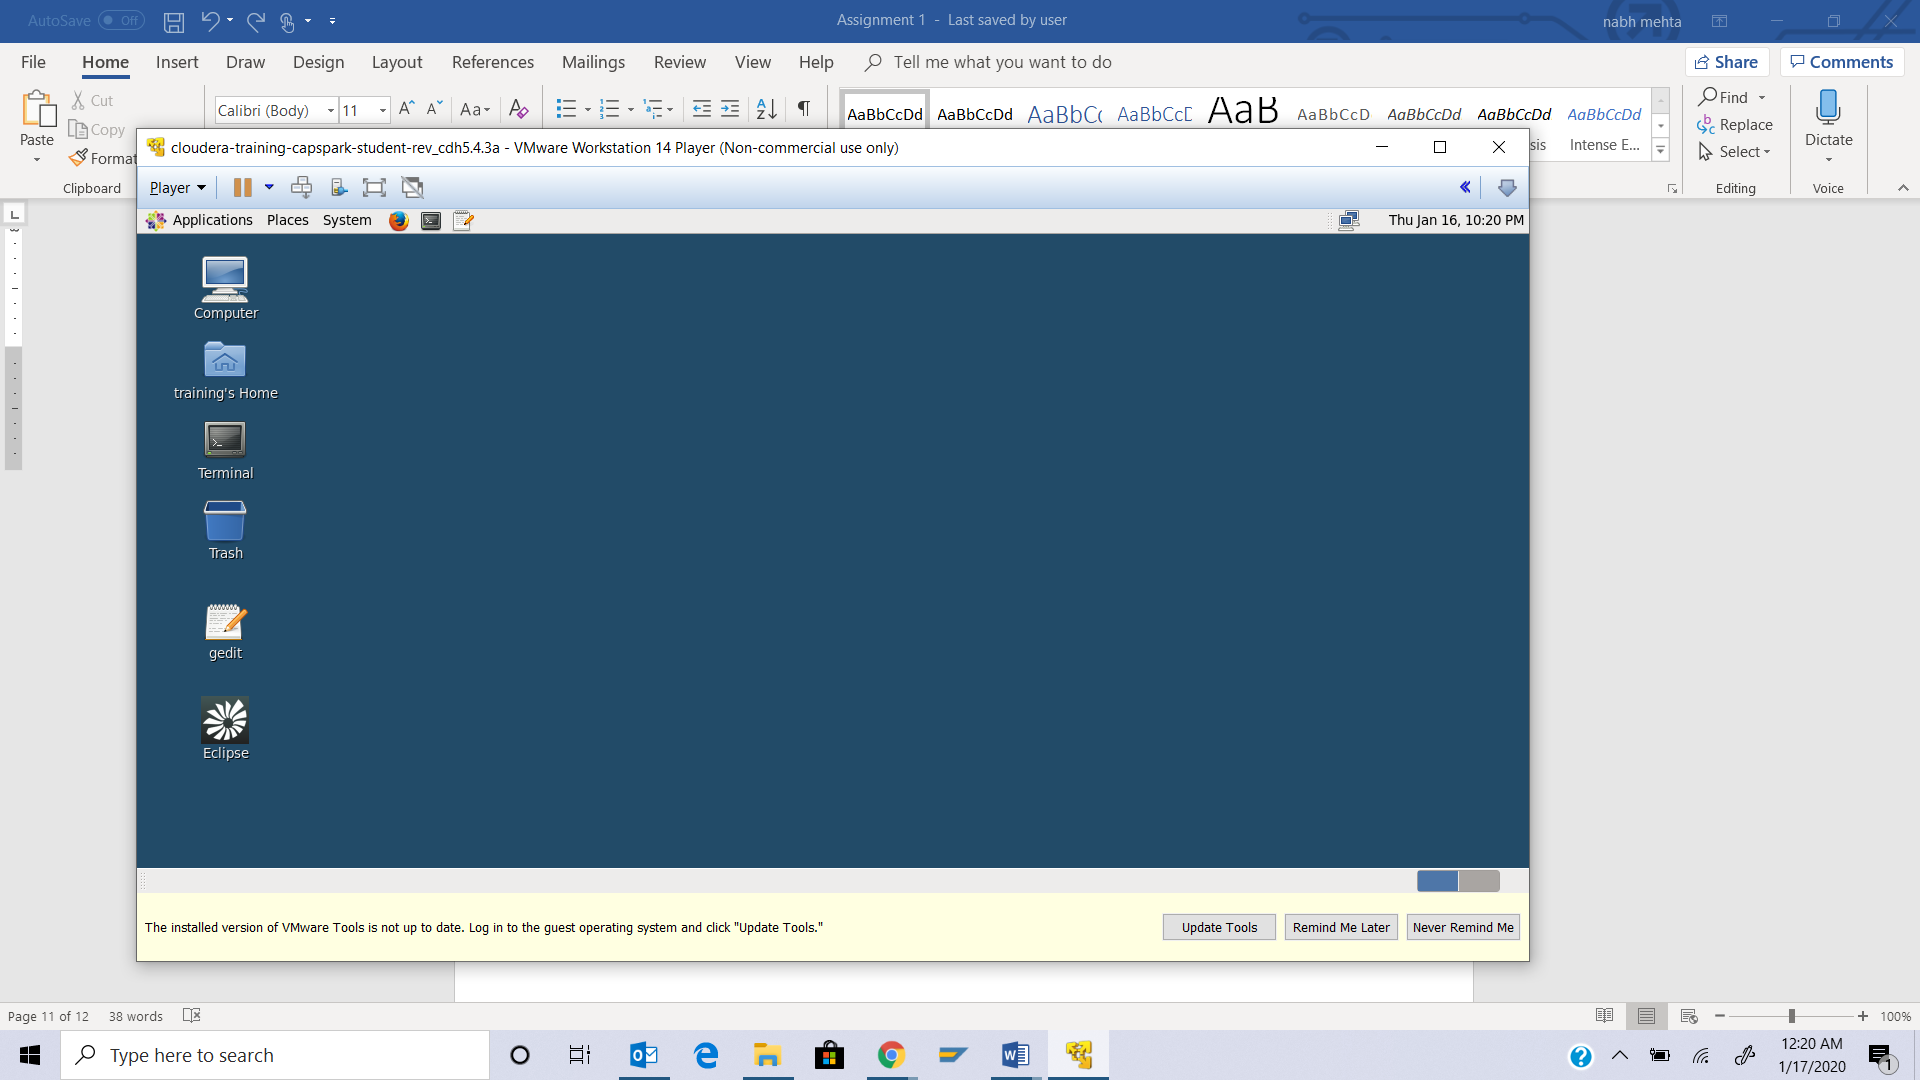 AutoSave Off
Assignment 1 - Last saved by user
nabh mehta
File Home Insert Draw Design Layout References Mailings Review View Help Tell me what you want to do
Share Comments
Paste
Cut
Copy
Format
Clipboard
Calibri (Body) 11
Aa
AaBbCcDd AaBbCcDd AaBbC AaBbCcE AaB AaBbCcD AaBbCcDd AaBbCcDd AaBbCcDd
Intense E...
Find
Replace
Select
Editing
Dictate
Voice
cloudera-training-capspark-student-rev_cdh5.4.3a - VMware Workstation 14 Player (Non-commercial use only)
Player
Applications Places System
Thu Jan 16, 10:20 PM
Computer
training's Home
Terminal
Trash
gedit
Eclipse
The installed version of VMware Tools is not up to date. Log in to the guest operating system and click "Update Tools."
Update Tools Remind Me Later Never Remind Me
Page 11 of 12 38 words
100%
Type here to search
12:20 AM
1/17/2020
1